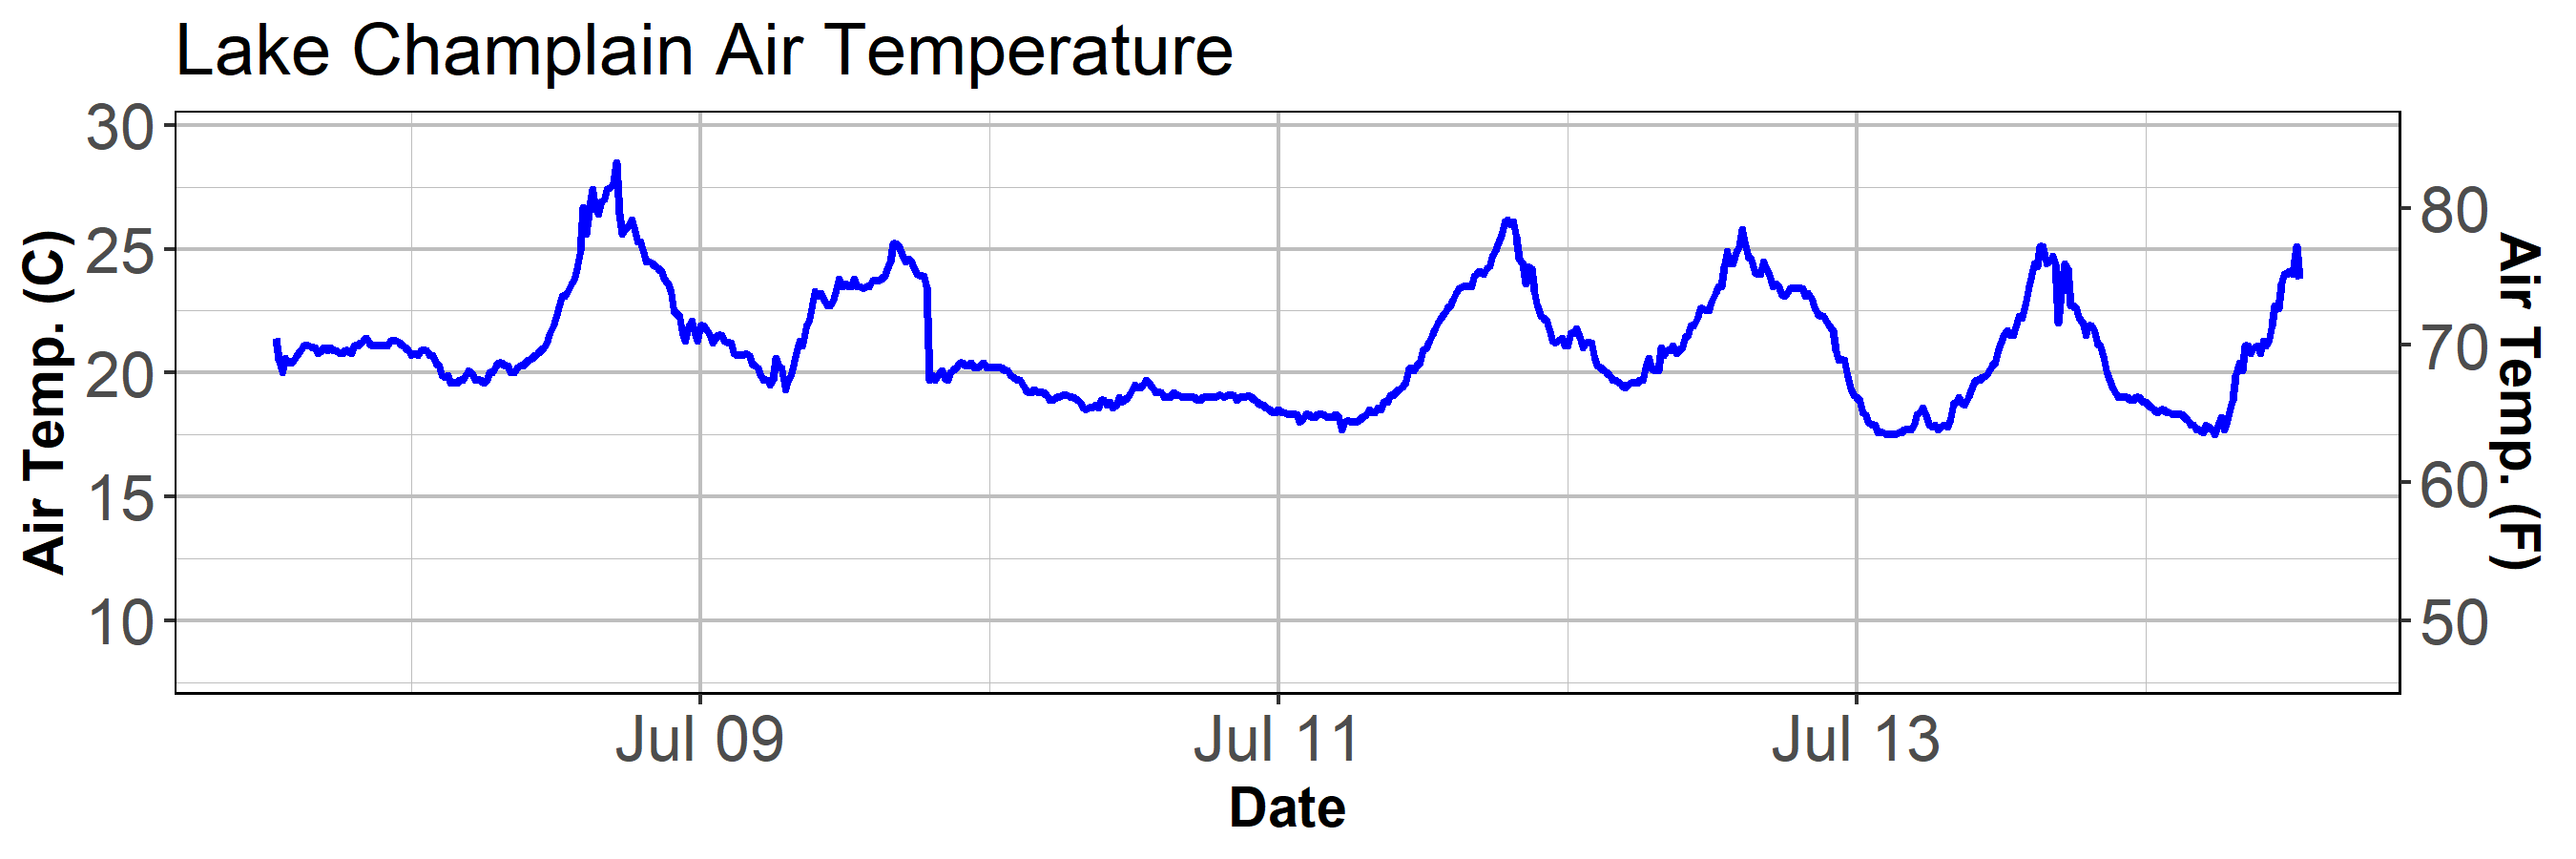 Lake Champlain Air Temperature
Air Temp. (C)
30
25
20
15
10
80
70
60
50
Air Temp. (F)
Jul 09 Jul 11 Jul 13
Date